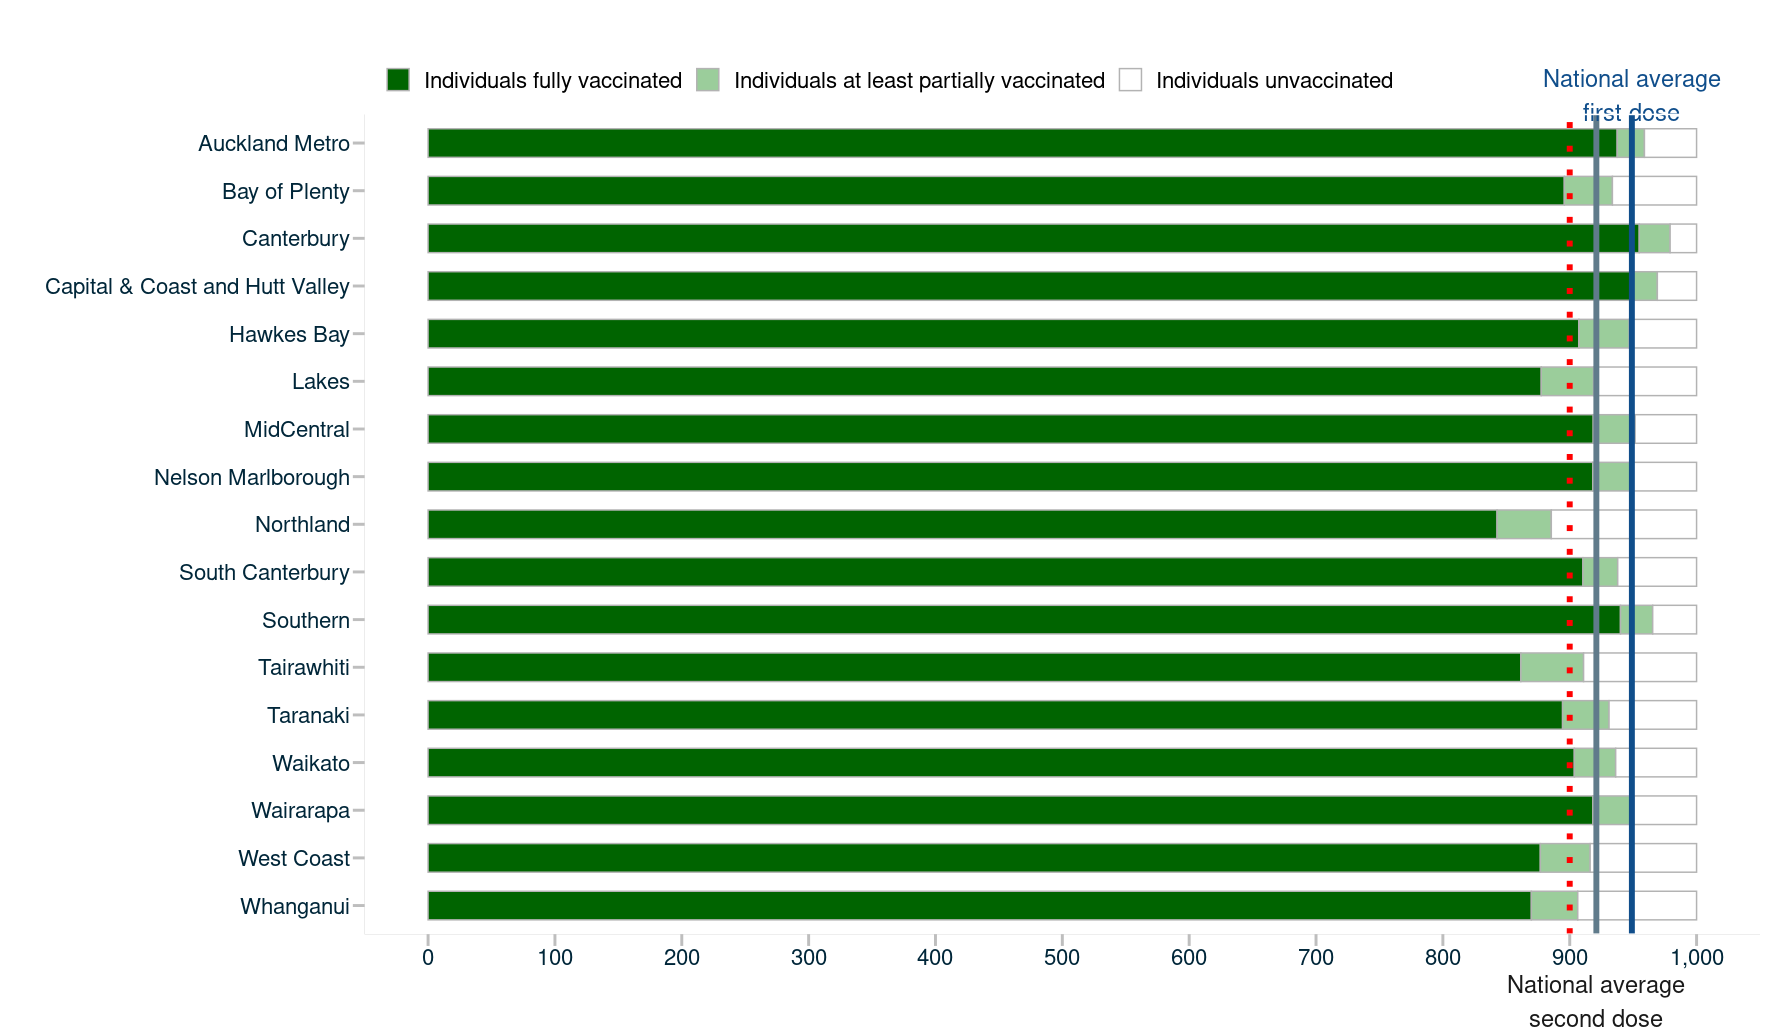 Individuals fully vaccinated
Individuals at least partially vaccinated
Individuals unvaccinated
National average
first dose
Auckland Metro
Bay of Plenty
Canterbury
Capital & Coast and Hutt Valley
Hawkes Bay
Lakes
MidCentral
Nelson Marlborough
Northland
South Canterbury
Southern
Tairawhiti
Taranaki
Waikato
Wairarapa
West Coast
Whanganui
0 100 200 300 400 500 600 700 800 900 1,000
National average
second dose